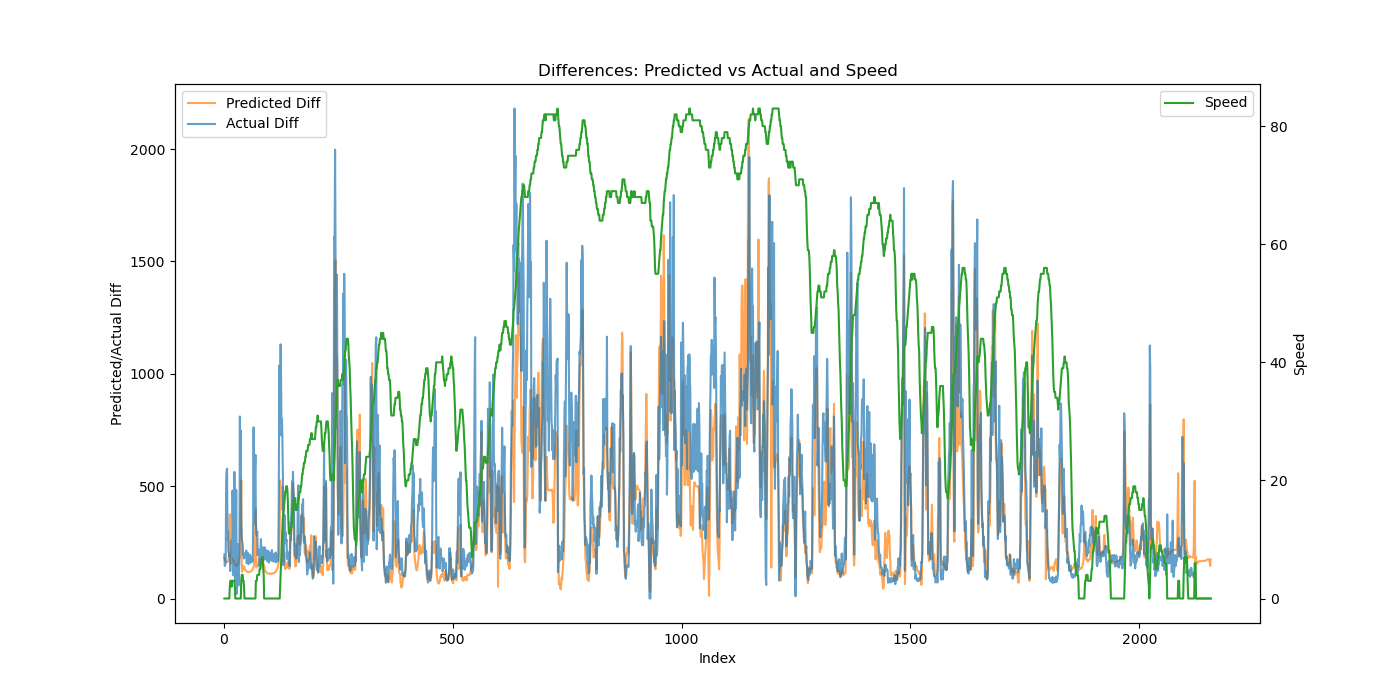 Differences: Predicted vs Actual and Speed
Predicted Diff
Actual Diff
Speed
2000
1500
1000
500
0
Predicted/Actual Diff
80
60
40
20
0
Speed
0 500 1000 1500 2000
Index